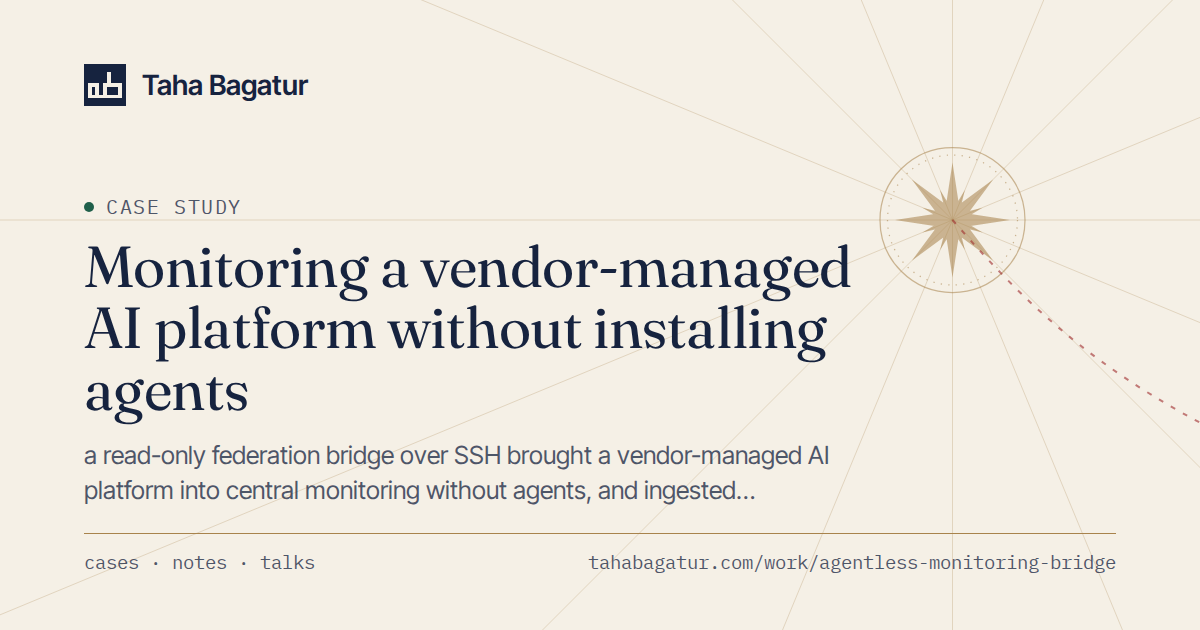 Taha Bagatur
CASE STUDY
Monitoring a vendor-managed
AI platform without installing
agents
a read-only federation bridge over SSH brought a vendor-managed AI
platform into central monitoring without agents, and ingested…
cases · notes · talks
tahabagatur.com/work/agentless-monitoring-bridge